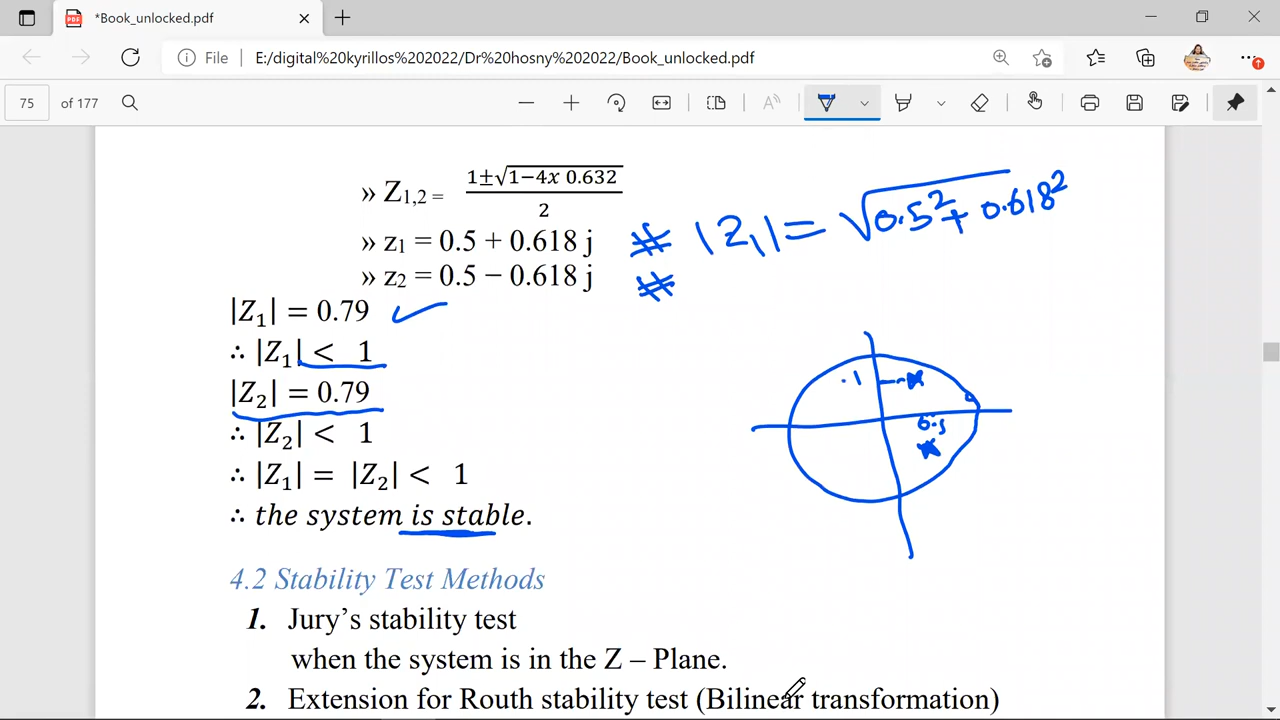 *Book_unlocked.pdf
File E:/digital%20kyrillos%202022/Dr%20hosny%202022/Book_unlocked.pdf
75 of 177
» Z1,2 = 1±√1−4x 0.632 / 2
» z1 = 0.5 + 0.618 j # |Z1| = √0.5² + 0.618²
» z2 = 0.5 − 0.618 j #
|Z1| = 0.79
∴ |Z1| < 1
|Z2| = 0.79
∴ |Z2| < 1
∴ |Z1| = |Z2| < 1
∴ the system is stable.
.1
0.5
4.2 Stability Test Methods
1. Jury’s stability test
when the system is in the Z – Plane.
2. Extension for Routh stability test (Bilinear transformation)